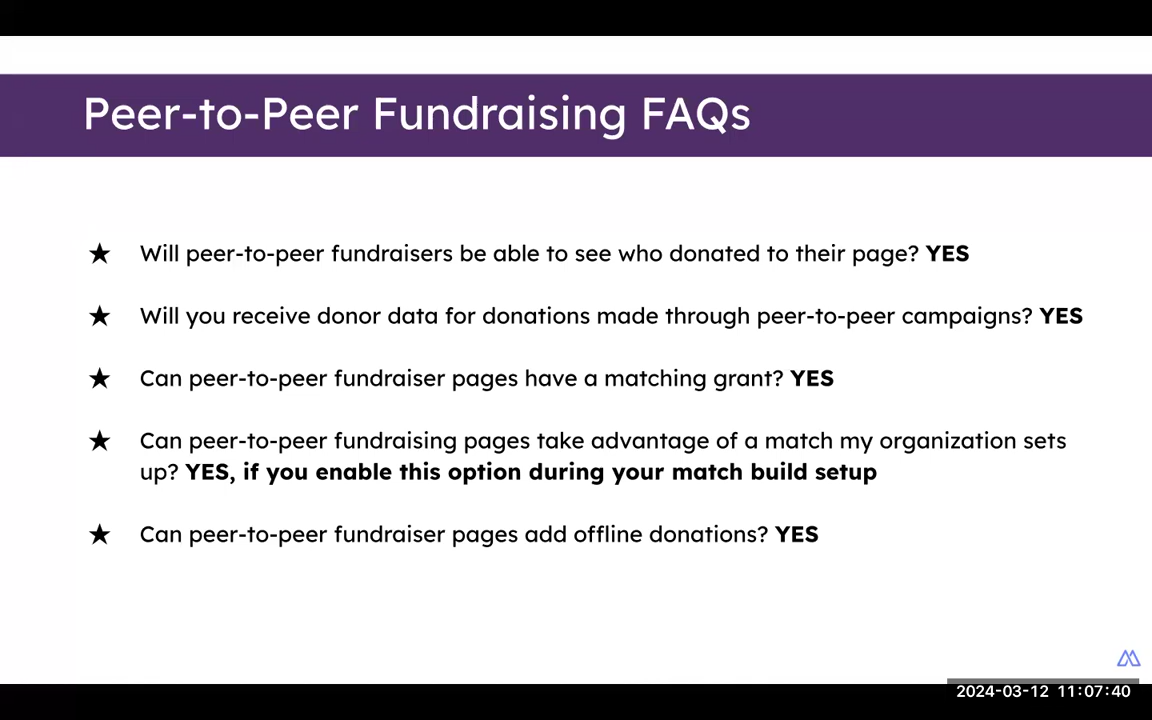 Peer-to-Peer Fundraising FAQs
★ Will peer-to-peer fundraisers be able to see who donated to their page? YES
★ Will you receive donor data for donations made through peer-to-peer campaigns? YES
★ Can peer-to-peer fundraiser pages have a matching grant? YES
★ Can peer-to-peer fundraising pages take advantage of a match my organization sets
up? YES, if you enable this option during your match build setup
★ Can peer-to-peer fundraiser pages add offline donations? YES
2024-03-12 11:07:40